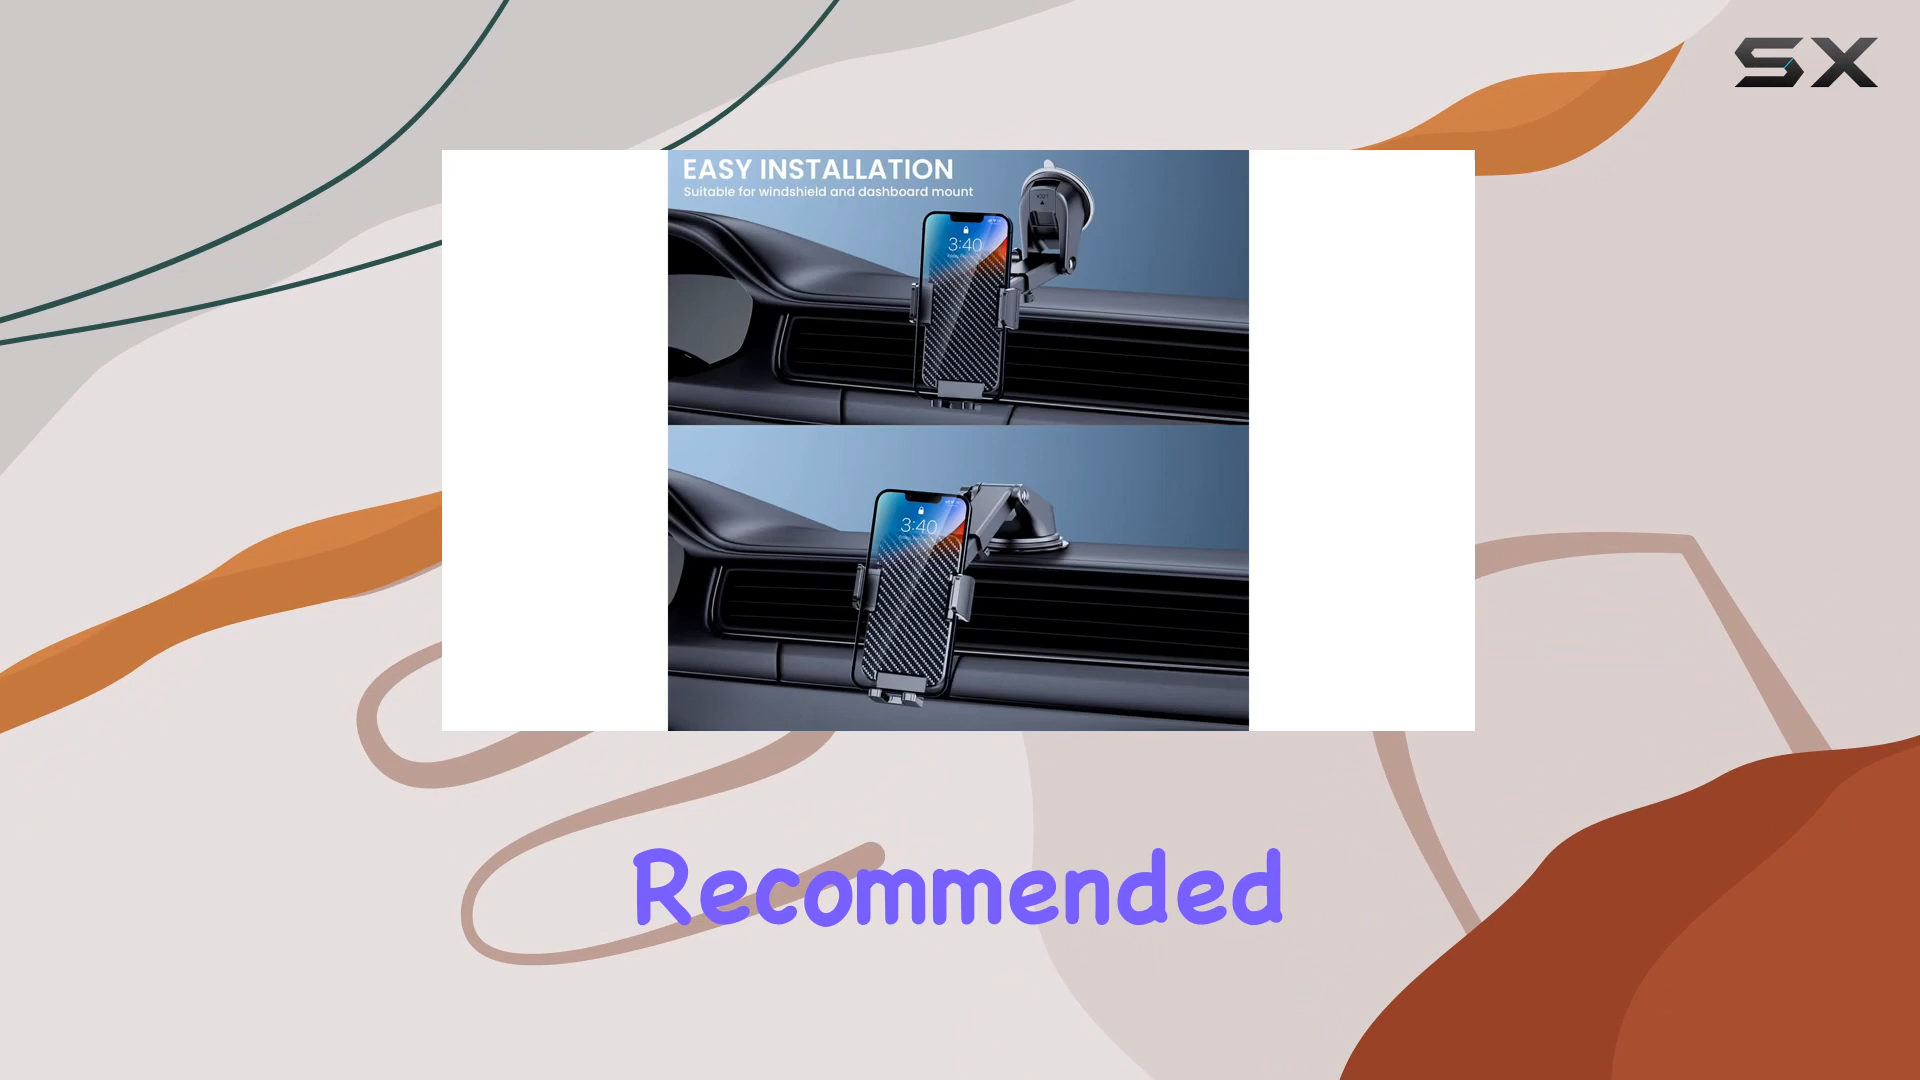 SX
EASY INSTALLATION
Suitable for windshield and dashboard mount
3:40
3:40
Recommended